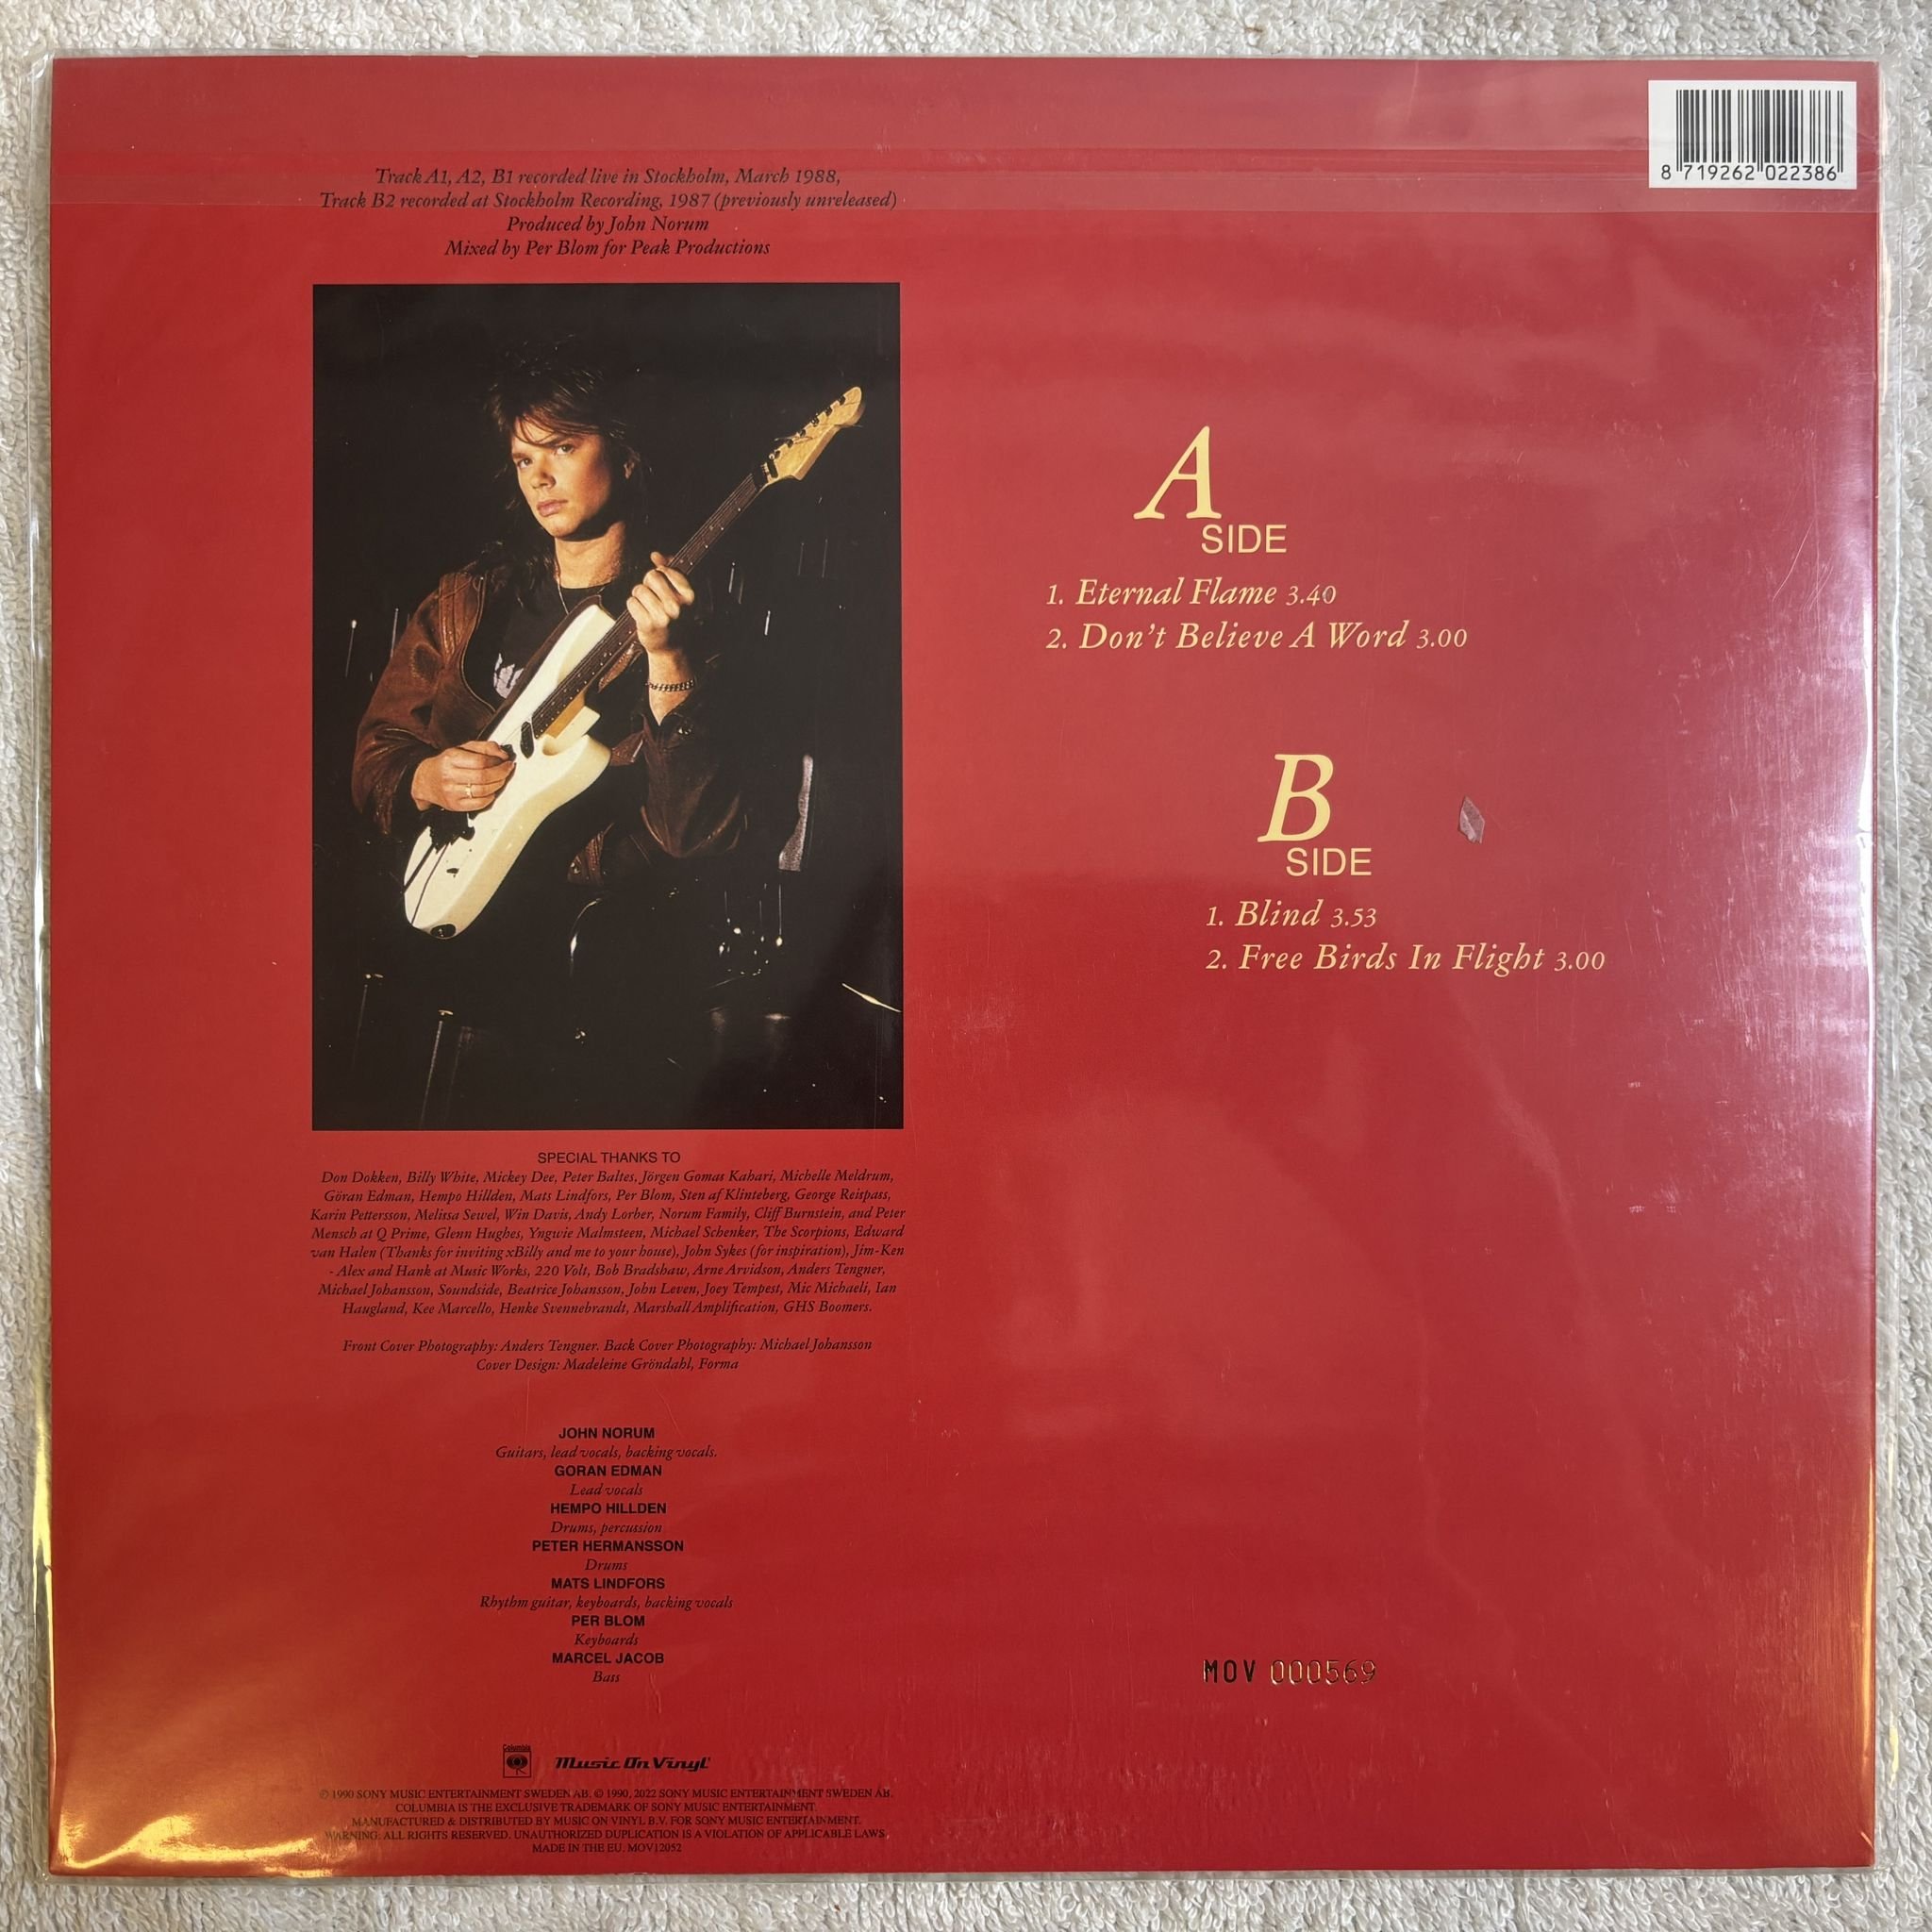 8 719262 022386
Track A1, A2, B1 recorded live in Stockholm, March 1988,
Track B2 recorded at Stockholm Recording, 1987 (previously unreleased)
Produced by John Norum
Mixed by Per Blom for Peak Productions
A
SIDE
1. Eternal Flame 3.40
2. Don't Believe A Word 3.00
B
SIDE
1. Blind 3.53
2. Free Birds In Flight 3.00
SPECIAL THANKS TO
Don Dokken, Billy White, Mickey Dee, Peter Baltes, Jörgen Gomas Kahari, Michelle Meldrum,
Göran Edman, Hempo Hillden, Mats Lindfors, Per Blom, Sten af Klinteberg, George Reispass,
Karin Pettersson, Melissa Sewel, Win Davis, Andy Lorber, Norum Family, Cliff Burnstein, and Peter
Mensch at Q Prime, Glenn Hughes, Yngwie Malmsteen, Michael Schenker, The Scorpions, Edward
van Halen (Thanks for inviting xBilly and me to your house), John Sykes (for inspiration), Jim-Ken
- Alex and Hank at Music Works, 220 Volt, Bob Bradshaw, Arne Arvidson, Anders Tengner,
Michael Johansson, Soundside, Beatrice Johansson, John Leven, Joey Tempest, Mic Michaeli, Ian
Haugland, Kee Marcello, Henke Svennebrandt, Marshall Amplification, GHS Boomers.
Front Cover Photography: Anders Tengner. Back Cover Photography: Michael Johansson
Cover Design: Madeleine Gröndahl, Forma
JOHN NORUM
Guitars, lead vocals, backing vocals.
GORAN EDMAN
Lead vocals
HEMPO HILLDEN
Drums, percussion
PETER HERMANSSON
Drums
MATS LINDFORS
Rhythm guitar, keyboards, backing vocals
PER BLOM
Keyboards
MARCEL JACOB
Bass
MOV 000569
Columbia
Music On Vinyl
℗ 1990 SONY MUSIC ENTERTAINMENT SWEDEN AB. © 1990, 2022 SONY MUSIC ENTERTAINMENT SWEDEN AB.
COLUMBIA IS THE EXCLUSIVE TRADEMARK OF SONY MUSIC ENTERTAINMENT.
MANUFACTURED & DISTRIBUTED BY MUSIC ON VINYL B.V. FOR SONY MUSIC ENTERTAINMENT.
WARNING: ALL RIGHTS RESERVED. UNAUTHORIZED DUPLICATION IS A VIOLATION OF APPLICABLE LAWS.
MADE IN THE EU. MOV12052